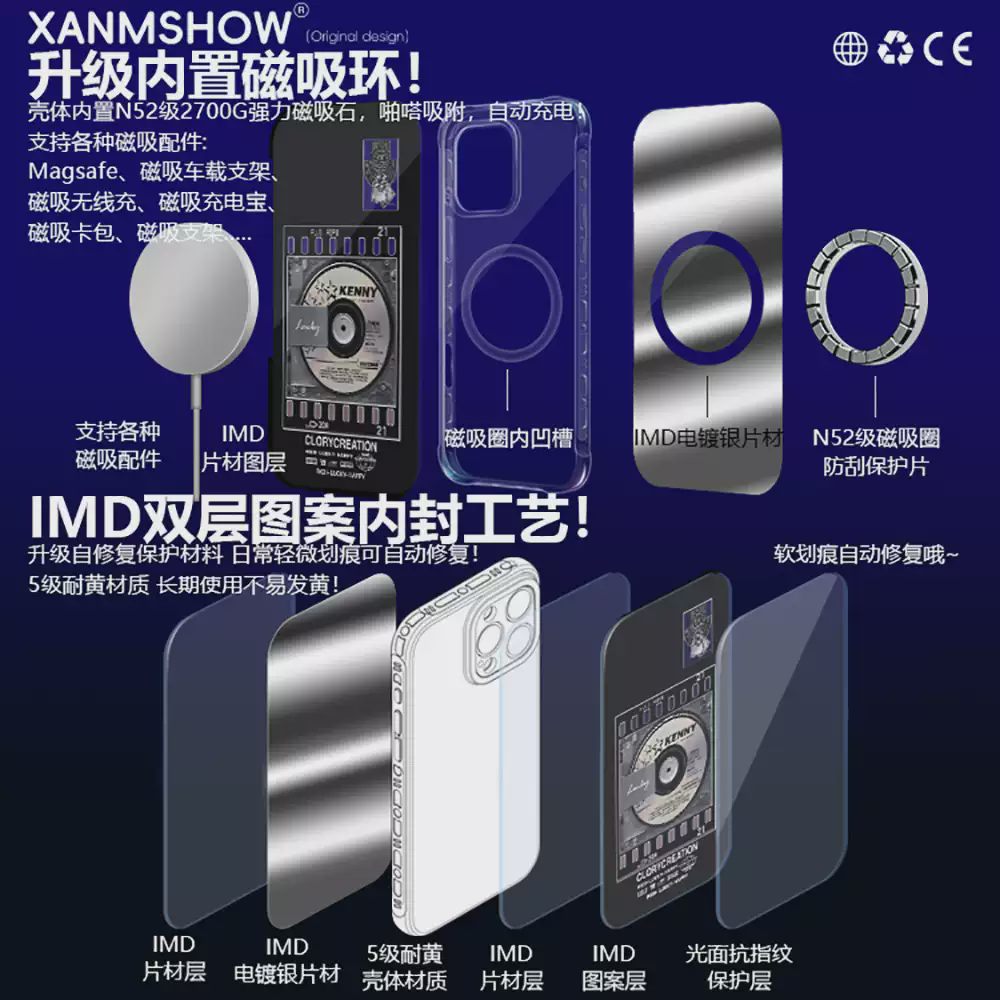 XANMSHOW®
(Original design)
升级内置磁吸环!
壳体内置N52级2700G强力磁吸石，啪嗒吸附，自动充电
支持各种磁吸配件:
Magsafe、磁吸车载支架、
磁吸无线充、磁吸充电宝、
磁吸卡包、磁吸支架.....
CE
21
KENNY
21
CLORYCREATION
RICH·LUCKY·HAPPY
支持各种
磁吸配件
IMD
片材图层
磁吸圈内凹槽
IMD电镀银片材
N52级磁吸圈
防刮保护片
IMD双层图案内封工艺!
升级自修复保护材料 日常轻微划痕可自动修复!
5级耐黄材质 长期使用不易发黄!
软划痕自动修复哦~
21
KENNY
21
CLORYCREATION
IMD
片材层
IMD
电镀银片材
5级耐黄
壳体材质
IMD
片材层
IMD
图案层
光面抗指纹
保护层